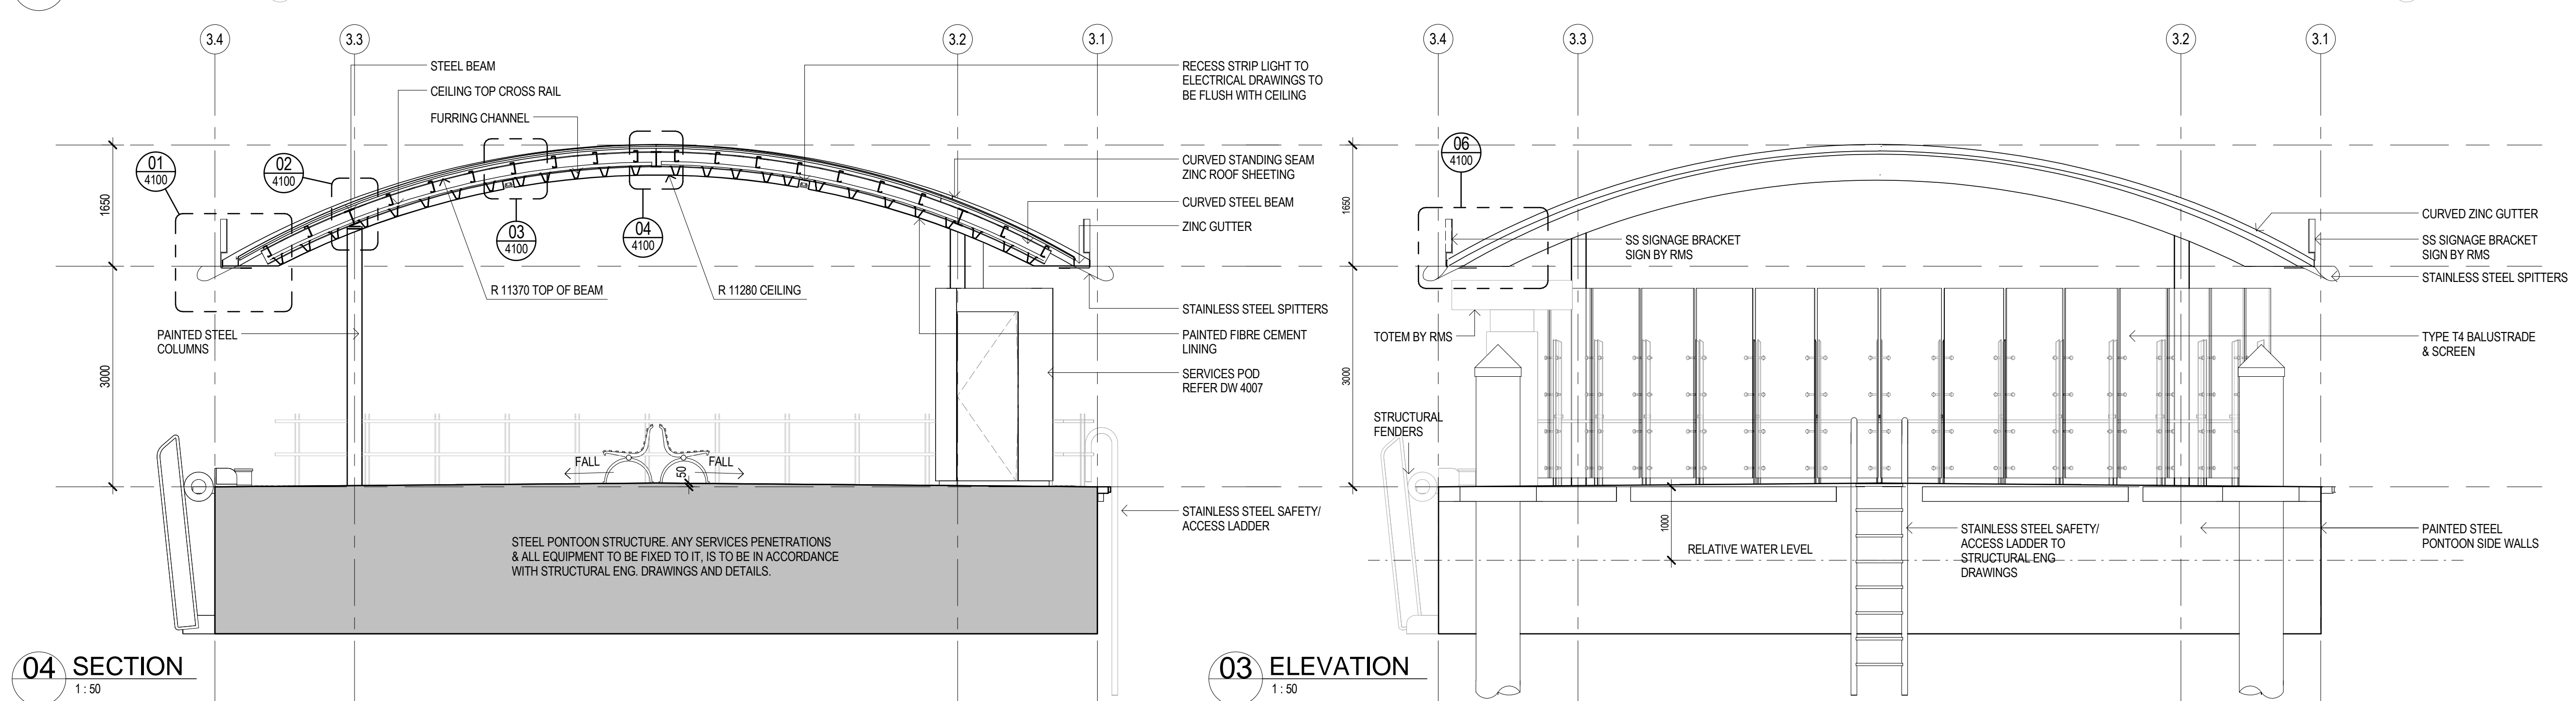 3.4
3.3
3.2
3.1
STEEL BEAM
CEILING TOP CROSS RAIL
FURRING CHANNEL
RECESS STRIP LIGHT TO
ELECTRICAL DRAWINGS TO
BE FLUSH WITH CEILING
CURVED STANDING SEAM
ZINC ROOF SHEETING
CURVED STEEL BEAM
ZINC GUTTER
01
4100
02
4100
03
4100
04
4100
1650
3000
R 11370 TOP OF BEAM
R 11280 CEILING
STAINLESS STEEL SPITTERS
PAINTED STEEL
COLUMNS
PAINTED FIBRE CEMENT
LINING
SERVICES POD
REFER DW 4007
FALL
FALL
50
STAINLESS STEEL SAFETY/
ACCESS LADDER
STEEL PONTOON STRUCTURE. ANY SERVICES PENETRATIONS
& ALL EQUIPMENT TO BE FIXED TO IT, IS TO BE IN ACCORDANCE
WITH STRUCTURAL ENG. DRAWINGS AND DETAILS.
04 SECTION
1 : 50
3.4
3.3
3.2
3.1
06
4100
1650
3000
SS SIGNAGE BRACKET
SIGN BY RMS
CURVED ZINC GUTTER
SS SIGNAGE BRACKET
SIGN BY RMS
STAINLESS STEEL SPITTERS
TOTEM BY RMS
TYPE T4 BALUSTRADE
& SCREEN
STRUCTURAL
FENDERS
1000
RELATIVE WATER LEVEL
STAINLESS STEEL SAFETY/
ACCESS LADDER TO
STRUCTURAL ENG
DRAWINGS
PAINTED STEEL
PONTOON SIDE WALLS
03 ELEVATION
1 : 50